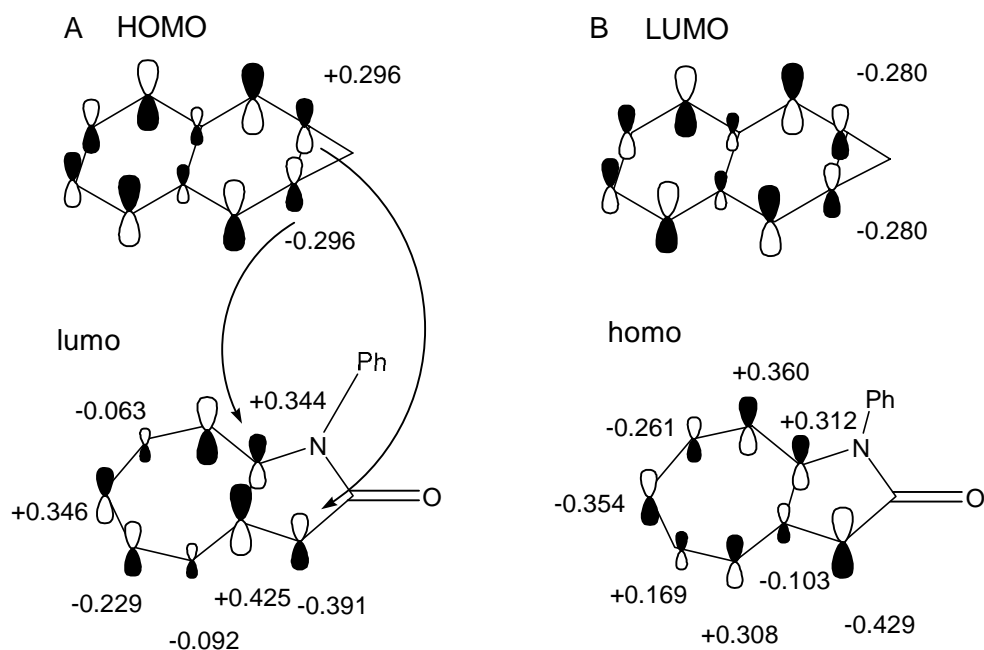 A HOMO
+0.296
-0.296
lumo
Ph
+0.344
-0.063
N
O
+0.346
-0.229
+0.425
-0.391
-0.092
B LUMO
-0.280
-0.280
homo
+0.360
Ph
+0.312
-0.261
N
-0.354
O
+0.169
-0.103
+0.308
-0.429